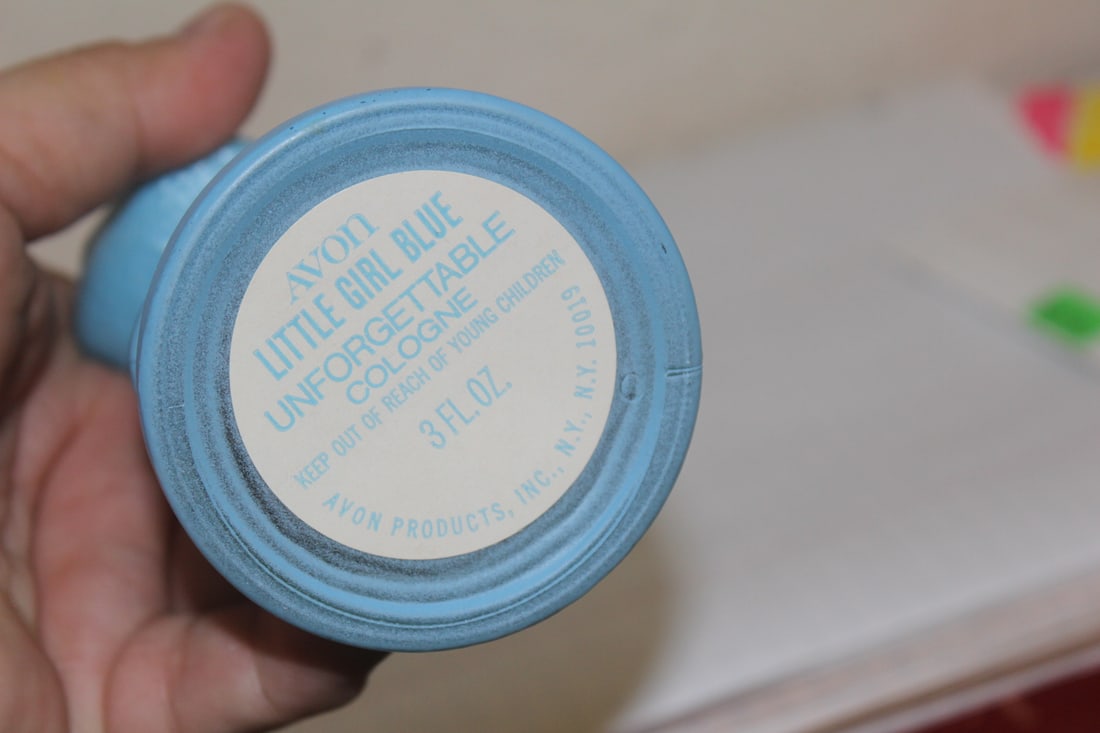 AVON
LITTLE GIRL BLUE
UNFORGETTABLE
COLOGNE
KEEP OUT OF REACH OF YOUNG CHILDREN
3 FL. OZ.
AVON PRODUCTS, INC., N.Y., N.Y. 10019